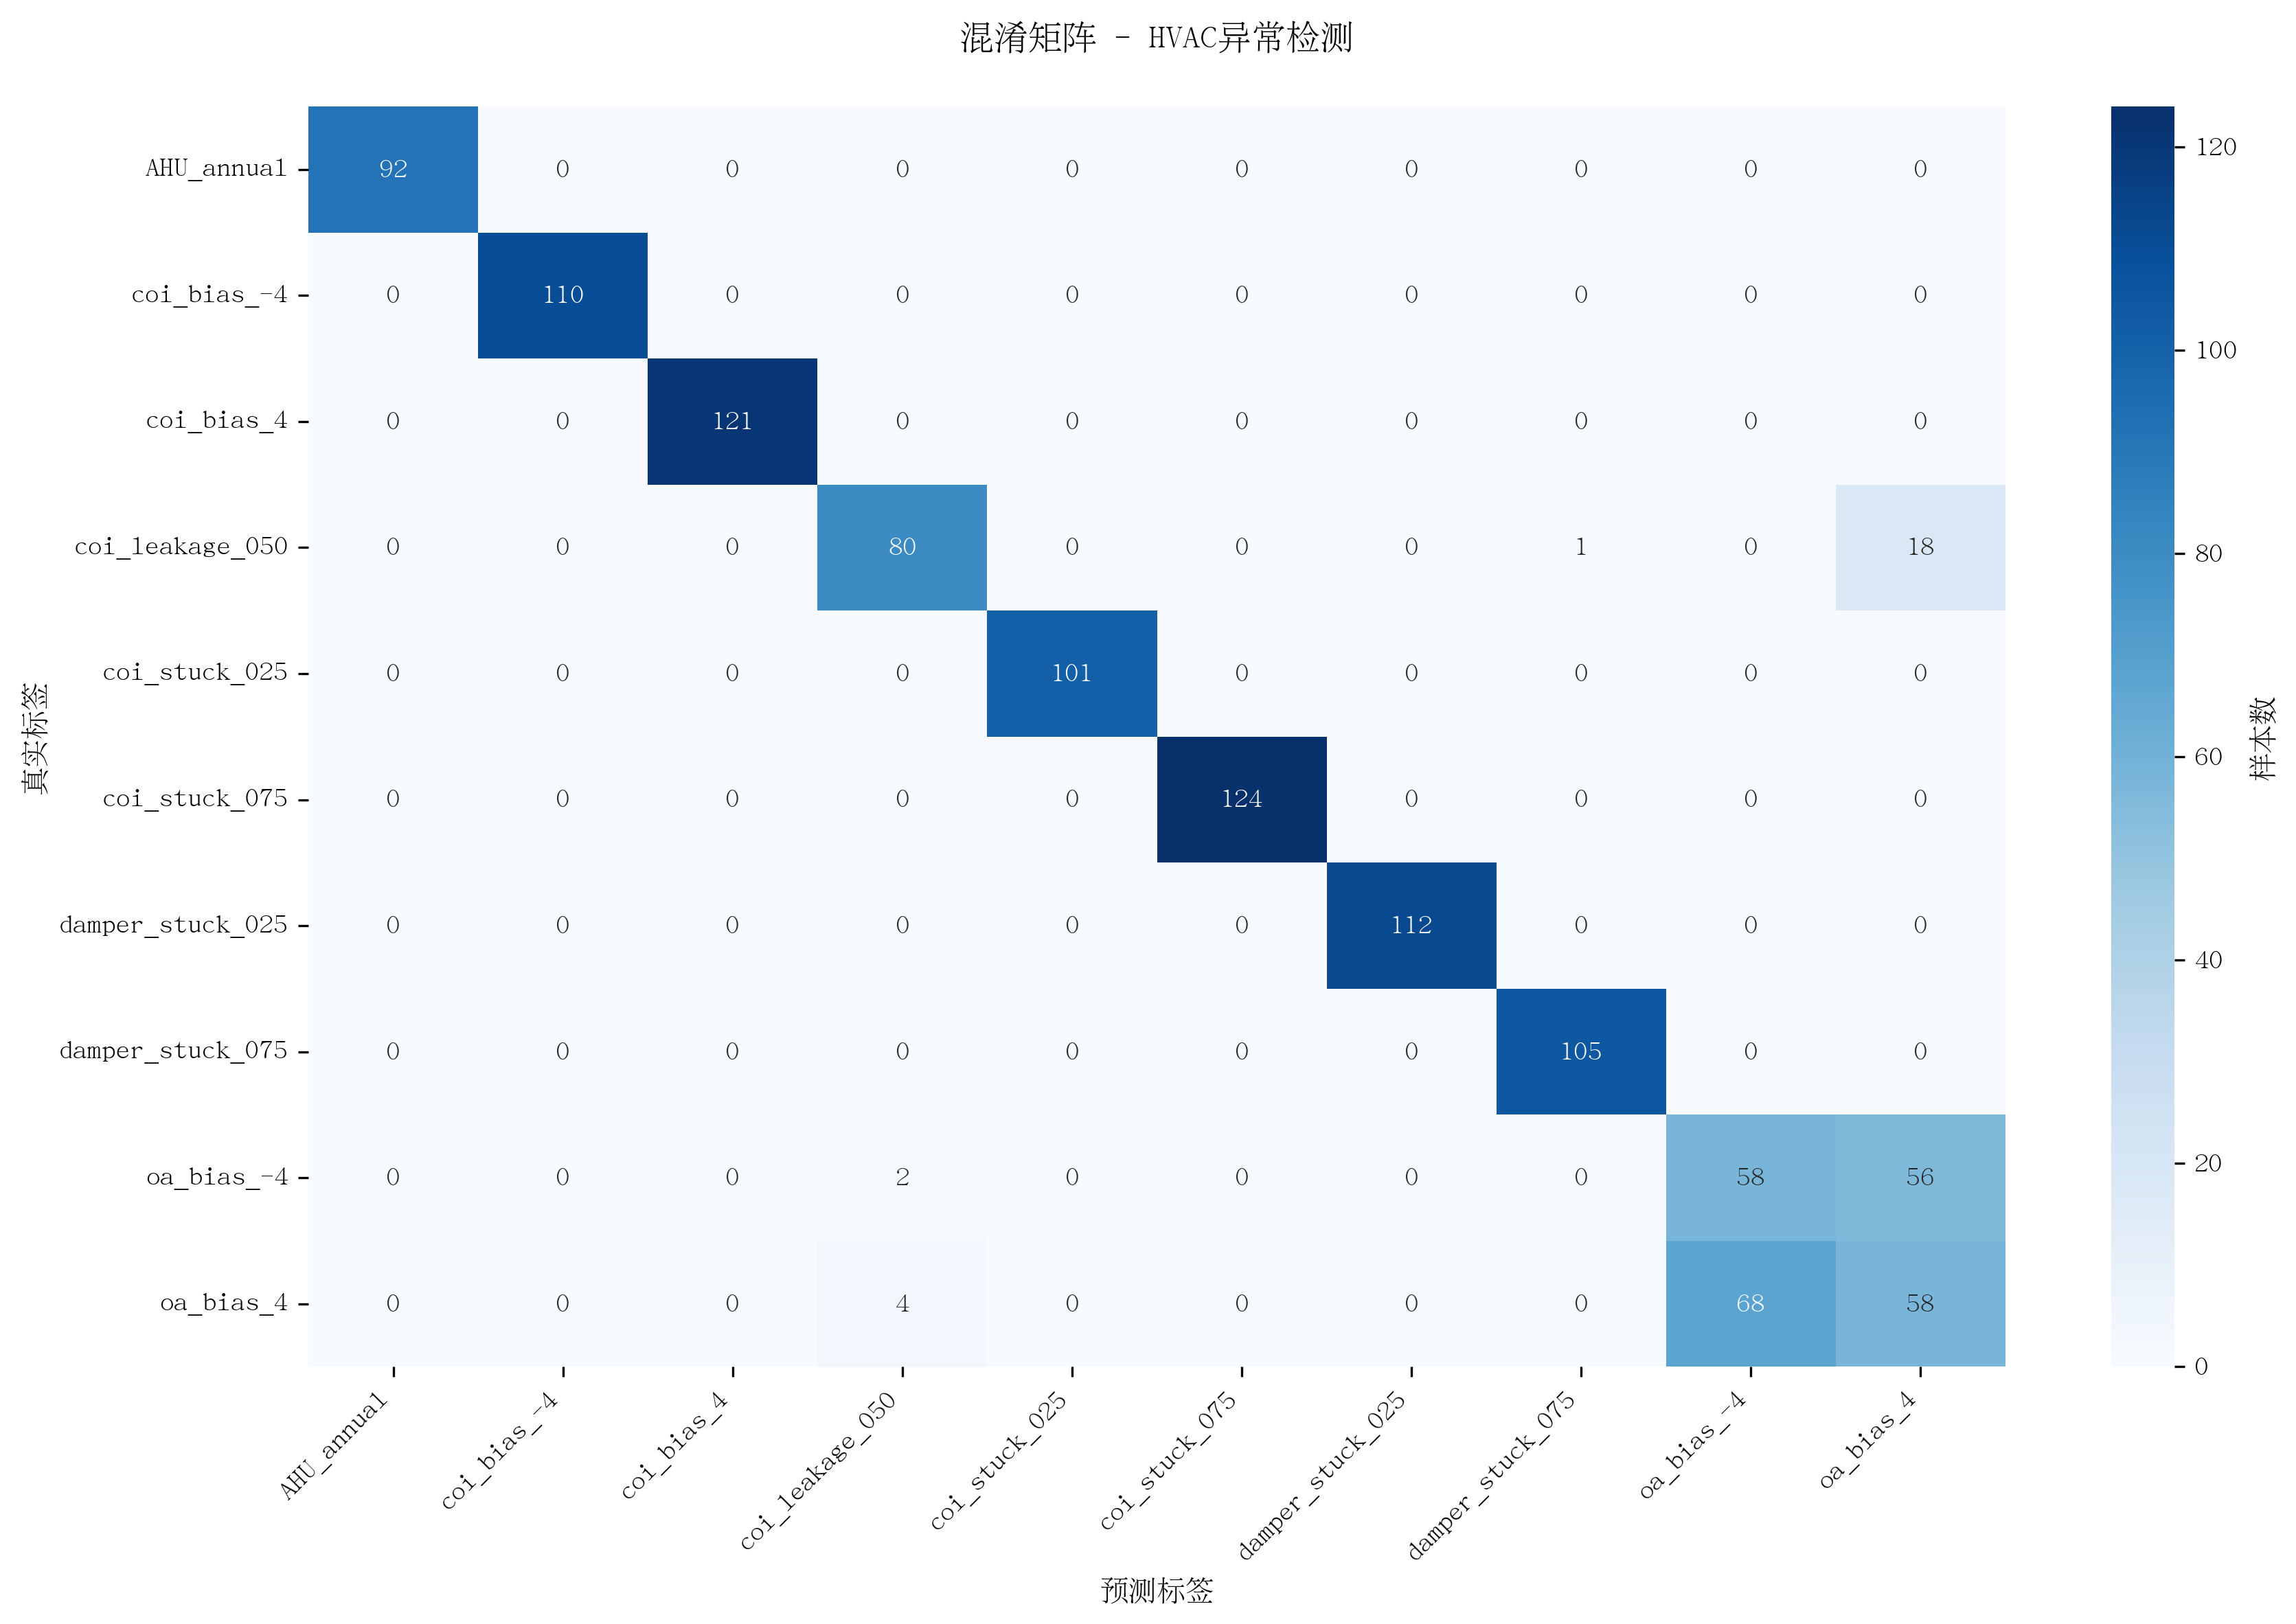 混淆矩阵 - HVAC异常检测
AHU_annual 92 0 0 0 0 0 0 0 0 0
coi_bias_-4 0 110 0 0 0 0 0 0 0 0
coi_bias_4 0 0 121 0 0 0 0 0 0 0
coi_leakage_050 0 0 0 80 0 0 0 1 0 18
coi_stuck_025 0 0 0 0 101 0 0 0 0 0
coi_stuck_075 0 0 0 0 0 124 0 0 0 0
damper_stuck_025 0 0 0 0 0 0 112 0 0 0
damper_stuck_075 0 0 0 0 0 0 0 105 0 0
oa_bias_-4 0 0 0 2 0 0 0 0 58 56
oa_bias_4 0 0 0 4 0 0 0 0 68 58
真实标签
AHU_annual
coi_bias_-4
coi_bias_4
coi_leakage_050
coi_stuck_025
coi_stuck_075
damper_stuck_025
damper_stuck_075
oa_bias_-4
oa_bias_4
预测标签
120
100
80
60
40
20
0
样本数